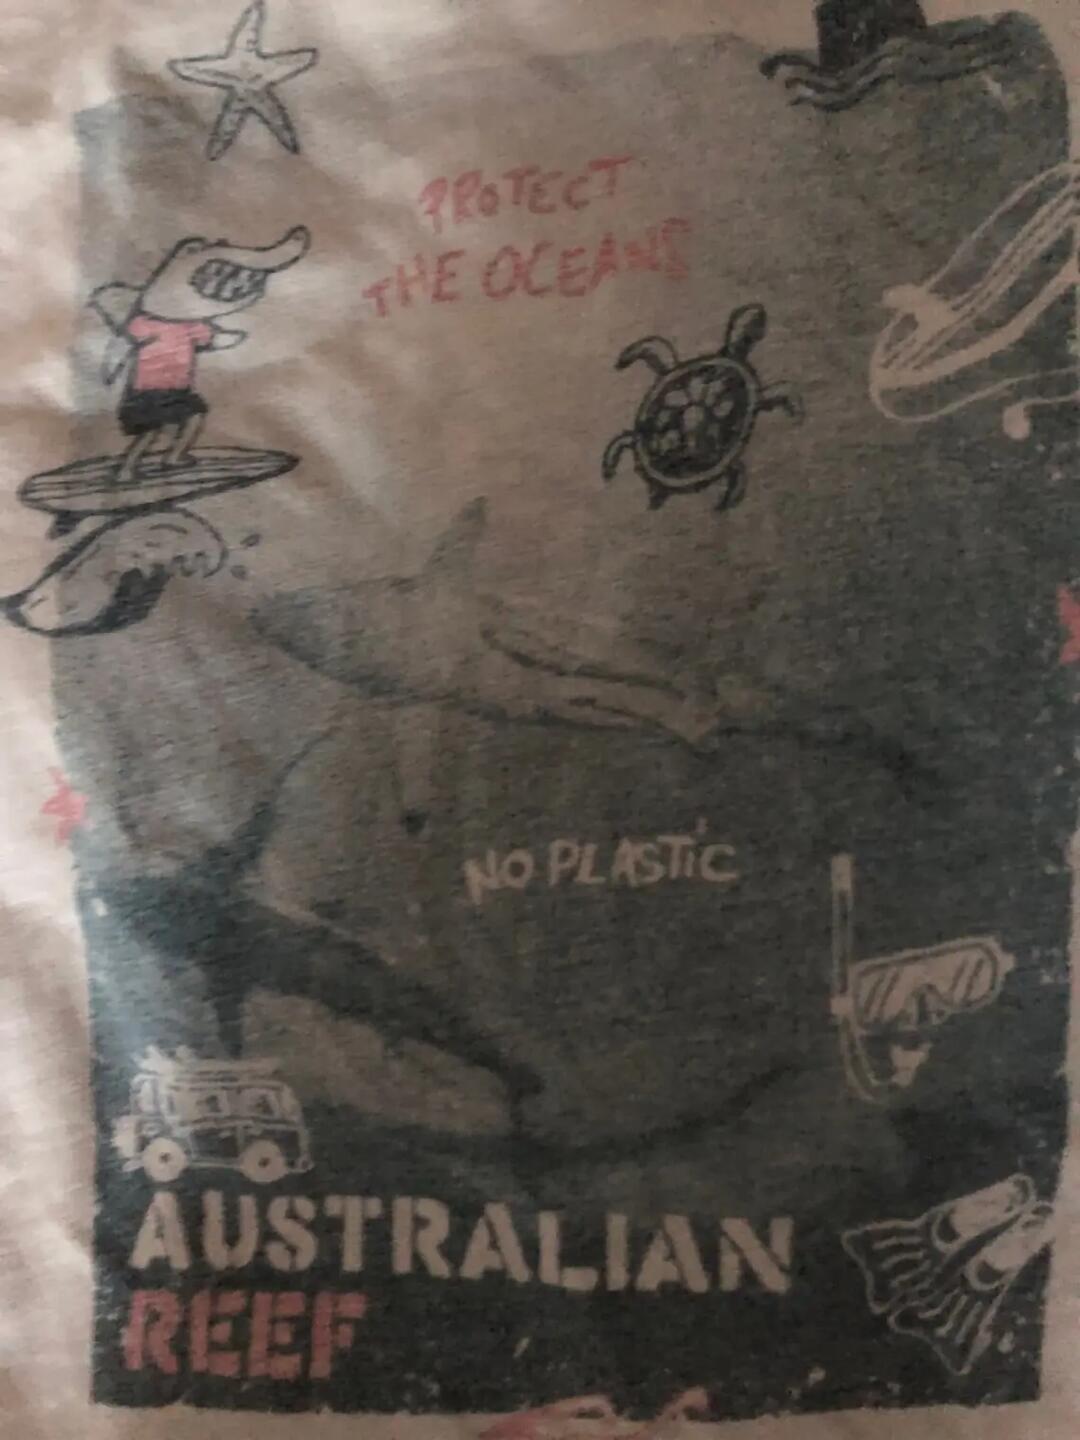 PROTECT
THE OCEANS
NO PLASTiC
AUSTRALIAN
REEF